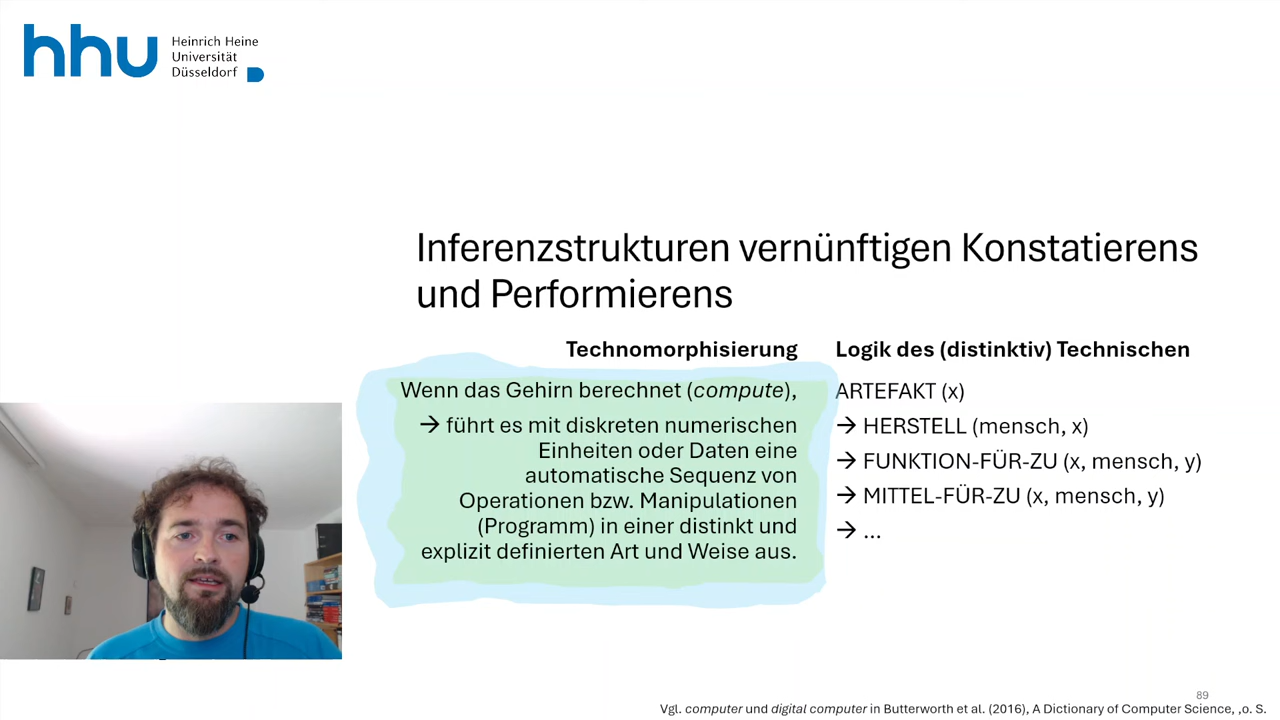 hhu
Heinrich Heine
Universität
Düsseldorf
Inferenzstrukturen vernünftigen Konstatierens
und Performierens
Technomorphisierung
Wenn das Gehirn berechnet (compute),
→ führt es mit diskreten numerischen
Einheiten oder Daten eine
automatische Sequenz von
Operationen bzw. Manipulationen
(Programm) in einer distinkt und
explizit definierten Art und Weise aus.
Logik des (distinktiv) Technischen
ARTEFAKT (x)
→ HERSTELL (mensch, x)
→ FUNKTION-FÜR-ZU (x, mensch, y)
→ MITTEL-FÜR-ZU (x, mensch, y)
→ ...
89
Vgl. computer und digital computer in Butterworth et al. (2016), A Dictionary of Computer Science, ,o. S.